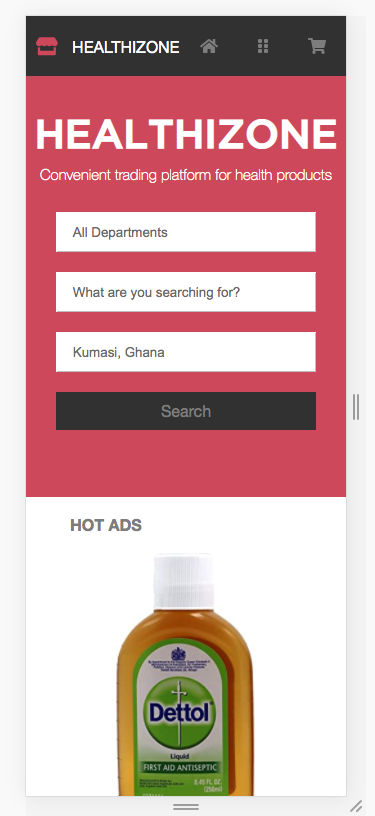 HEALTHIZONE
HEALTHIZONE
Convenient trading platform for health products
All Departments
What are you searching for?
Kumasi, Ghana
Search
HOT ADS
Dettol
Liquid
FIRST AID ANTISEPTIC
8.45 FL. OZ
(250ml)